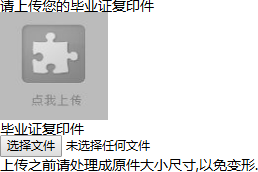 请上传您的毕业证复印件
点我上传
毕业证复印件
选择文件 未选择任何文件
上传之前请处理成原件大小尺寸,以免变形.